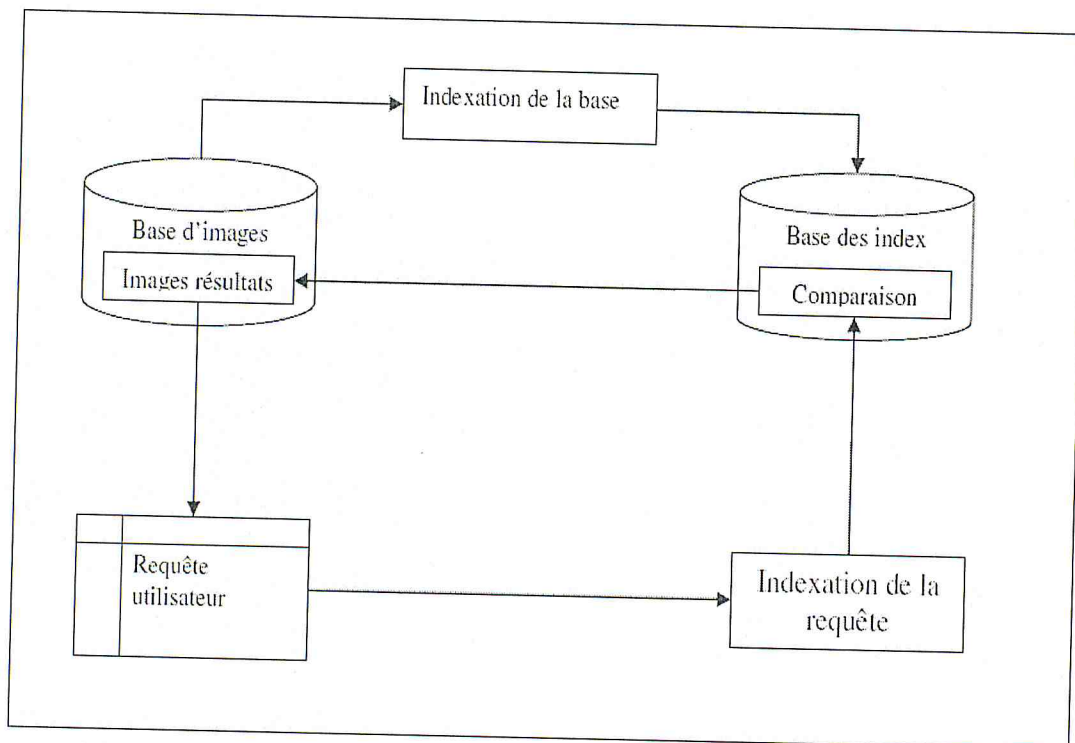 Indexation de la base
Base d'images
Images résultats
Base des index
Comparaison
Requête
utilisateur
Indexation de la
requête